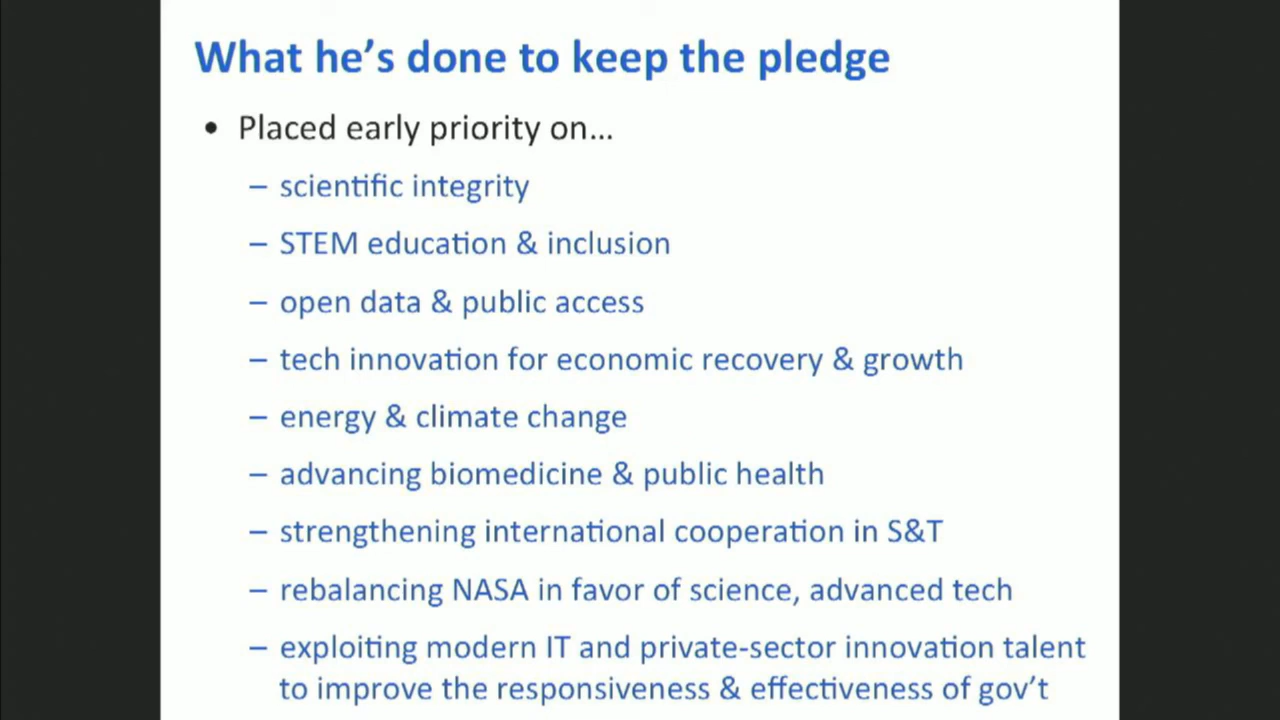 What he’s done to keep the pledge
• Placed early priority on…
– scientific integrity
– STEM education & inclusion
– open data & public access
– tech innovation for economic recovery & growth
– energy & climate change
– advancing biomedicine & public health
– strengthening international cooperation in S&T
– rebalancing NASA in favor of science, advanced tech
– exploiting modern IT and private-sector innovation talent
to improve the responsiveness & effectiveness of gov’t